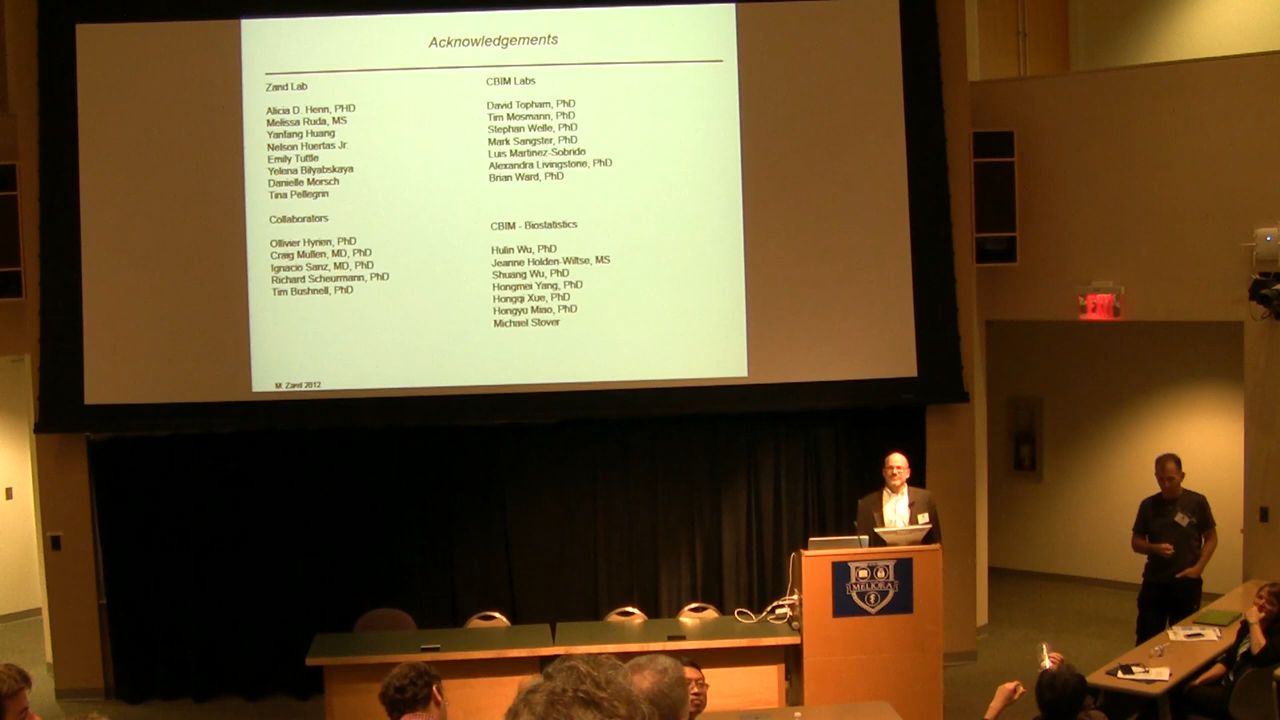 Acknowledgements
Zand Lab
Alicia D. Henn, PHD
Melissa Ruda, MS
Yanfang Huang
Nelson Huertas Jr.
Emily Tuttle
Yelena Bilyabskaya
Danielle Morsch
Tina Pellegrin
Collaborators
Ollivier Hyrien, PhD
Craig Mullen, MD, PhD
Ignacio Sanz, MD, PhD
Richard Scheurmann, PhD
Tim Bushnell, PhD
CBIM Labs
David Topham, PhD
Tim Mosmann, PhD
Stephan Welle, PhD
Mark Sangster, PhD
Luis Martinez-Sobrido
Alexandra Livingstone, PhD
Brian Ward, PhD
CBIM - Biostatistics
Hulin Wu, PhD
Jeanne Holden-Wiltse, MS
Shuang Wu, PhD
Hongmei Yang, PhD
Hongqi Xue, PhD
Hongyu Miao, PhD
Michael Stover
M. Zand 2012
EXIT
MELIORA